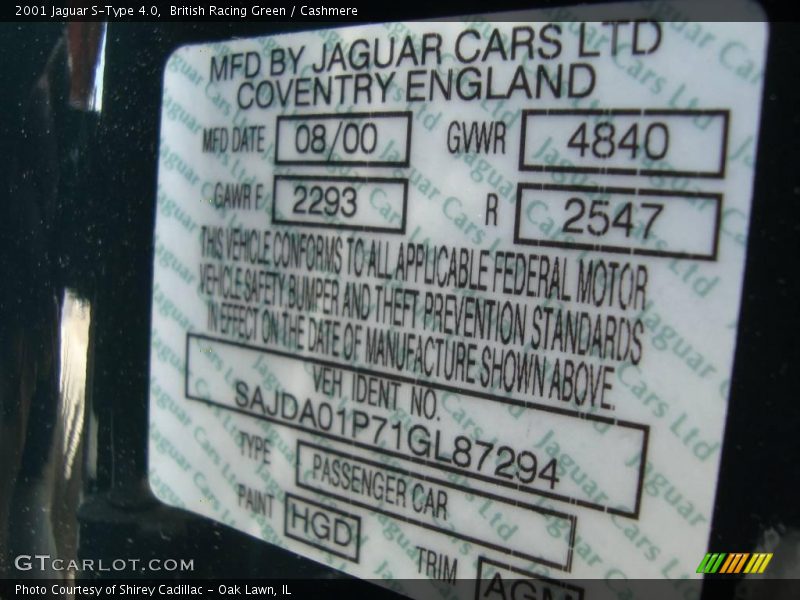 2001 Jaguar S-Type 4.0,  British Racing Green / Cashmere
MFD BY JAGUAR CARS LTD
COVENTRY ENGLAND
MFD DATE 08/00 GVWR 4840
GAWR F 2293 R 2547
THIS VEHICLE CONFORMS TO ALL APPLICABLE FEDERAL MOTOR
VEHICLE SAFETY BUMPER AND THEFT PREVENTION STANDARDS
IN EFFECT ON THE DATE OF MANUFACTURE SHOWN ABOVE.
VEH IDENT NO.
SAJDA01P71GL87294
TYPE PASSENGER CAR
PAINT HGD TRIM AGM
GTCARLOT.COM
Photo Courtesy of Shirey Cadillac - Oak Lawn, IL